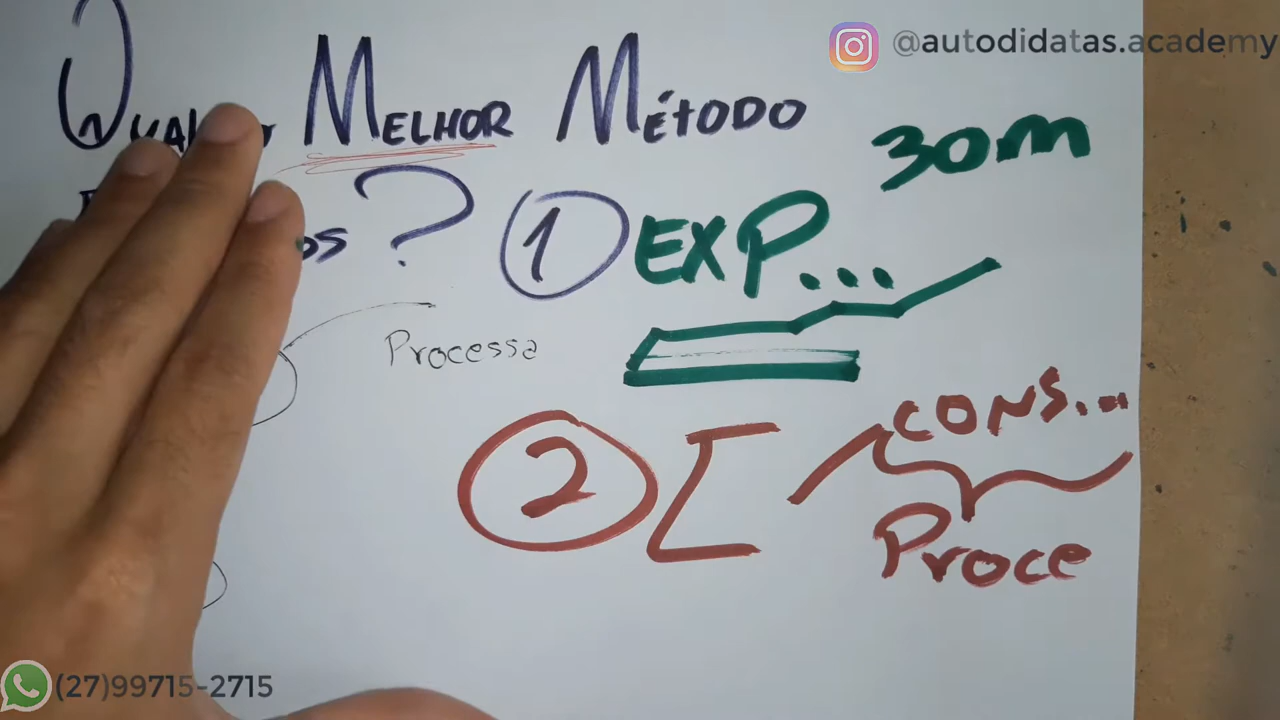 @autodidatas.academy
MELHOR MÉTODO
30m
?
1 EXP...
Processa
CONS...
2
Proce
(27)99715-2715